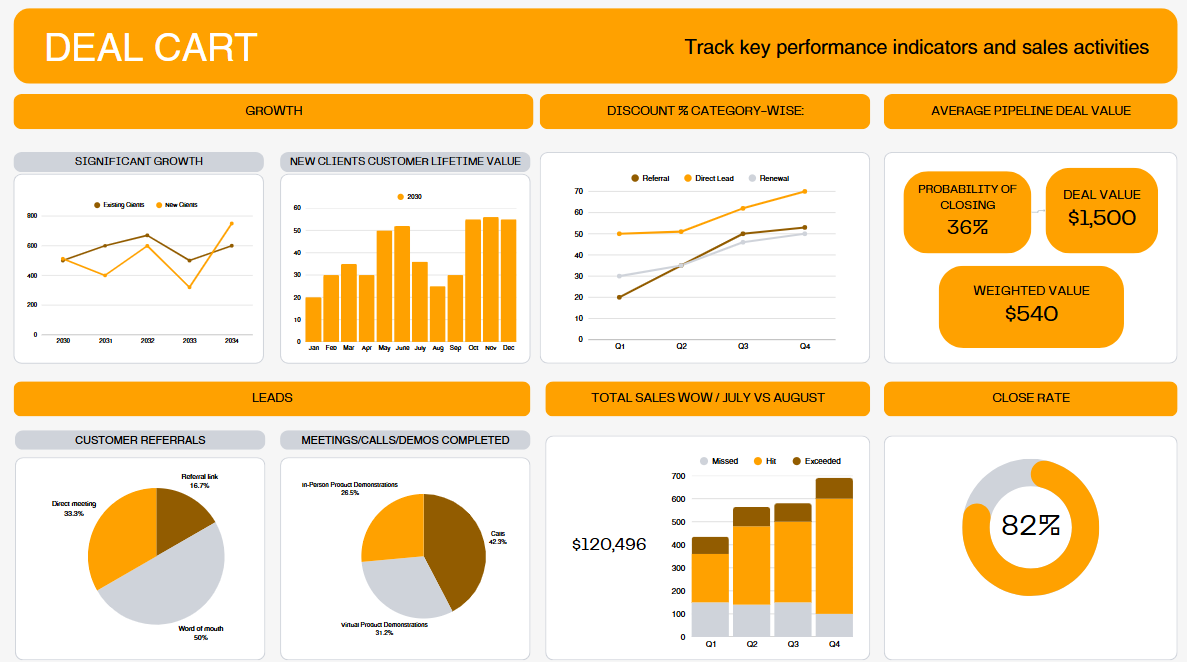 DEAL CART
Track key performance indicators and sales activities
GROWTH
DISCOUNT % CATEGORY-WISE:
AVERAGE PIPELINE DEAL VALUE
SIGNIFICANT GROWTH
Existing Clients New Clients
800
600
400
200
0
2030 2031 2032 2033 2034
NEW CLIENTS CUSTOMER LIFETIME VALUE
2030
60
50
40
30
20
10
0
Jan Feb Mar Apr May June July Aug Sep Oct Nov Dec
Referral Direct Lead Renewal
70
60
50
40
30
20
10
0
Q1 Q2 Q3 Q4
PROBABILITY OF
CLOSING
36%
DEAL VALUE
$1,500
WEIGHTED VALUE
$540
LEADS
TOTAL SALES WOW / JULY VS AUGUST
CLOSE RATE
CUSTOMER REFERRALS
Referral link
16.7%
Direct meeting
33.3%
Word of mouth
50%
MEETINGS/CALLS/DEMOS COMPLETED
In-Person Product Demonstrations
26.5%
Calls
42.3%
Virtual Product Demonstrations
31.2%
$120,496
Missed Hit Exceeded
700
600
500
400
300
200
100
0
Q1 Q2 Q3 Q4
82%